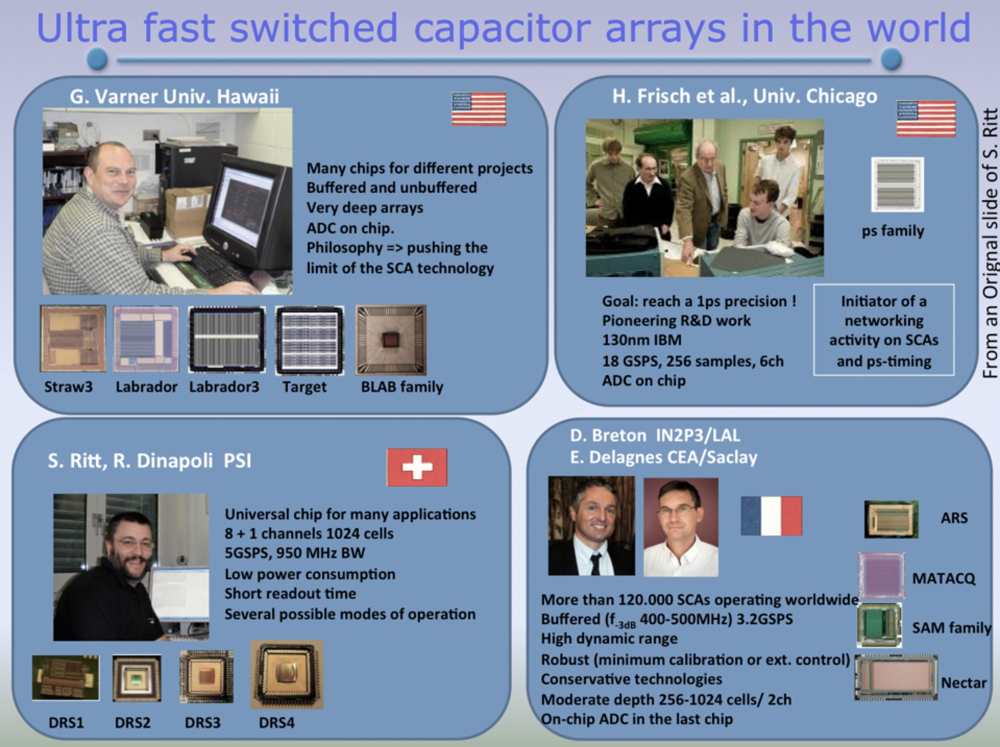 Ultra fast switched capacitor arrays in the world
G. Varner Univ. Hawaii
Many chips for different projects
Buffered and unbuffered
Very deep arrays
ADC on chip.
Philosophy => pushing the
limit of the SCA technology
Straw3
Labrador
Labrador3
Target
BLAB family
H. Frisch et al., Univ. Chicago
ps family
Goal: reach a 1ps precision !
Pioneering R&D work
130nm IBM
18 GSPS, 256 samples, 6ch
ADC on chip
Initiator of a
networking
activity on SCAs
and ps-timing
From an Orignal slide of S. Ritt
S. Ritt, R. Dinapoli PSI
Universal chip for many applications
8 + 1 channels 1024 cells
5GSPS, 950 MHz BW
Low power consumption
Short readout time
Several possible modes of operation
DRS1
DRS2
DRS3
DRS4
D. Breton IN2P3/LAL
E. Delagnes CEA/Saclay
More than 120.000 SCAs operating worldwide
Buffered (f-3dB 400-500MHz) 3.2GSPS
High dynamic range
Robust (minimum calibration or ext. control)
Conservative technologies
Moderate depth 256-1024 cells/ 2ch
On-chip ADC in the last chip
ARS
MATACQ
SAM family
Nectar